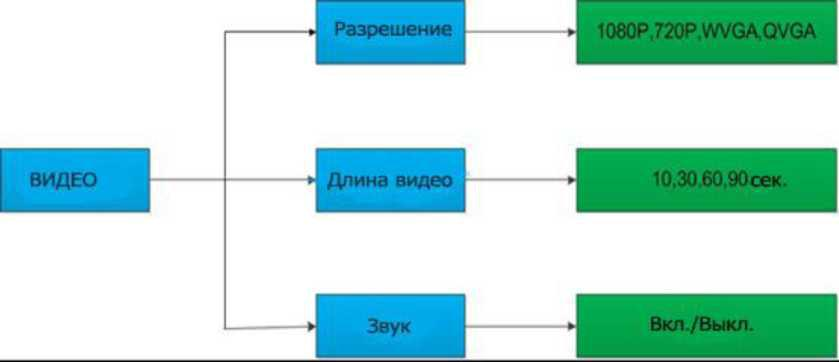 Разрешение
1080P,720P,WVGA,QVGA
ВИДЕО
Длина видео
10,30,60,90 сек.
Звук
Вкл./Выкл.